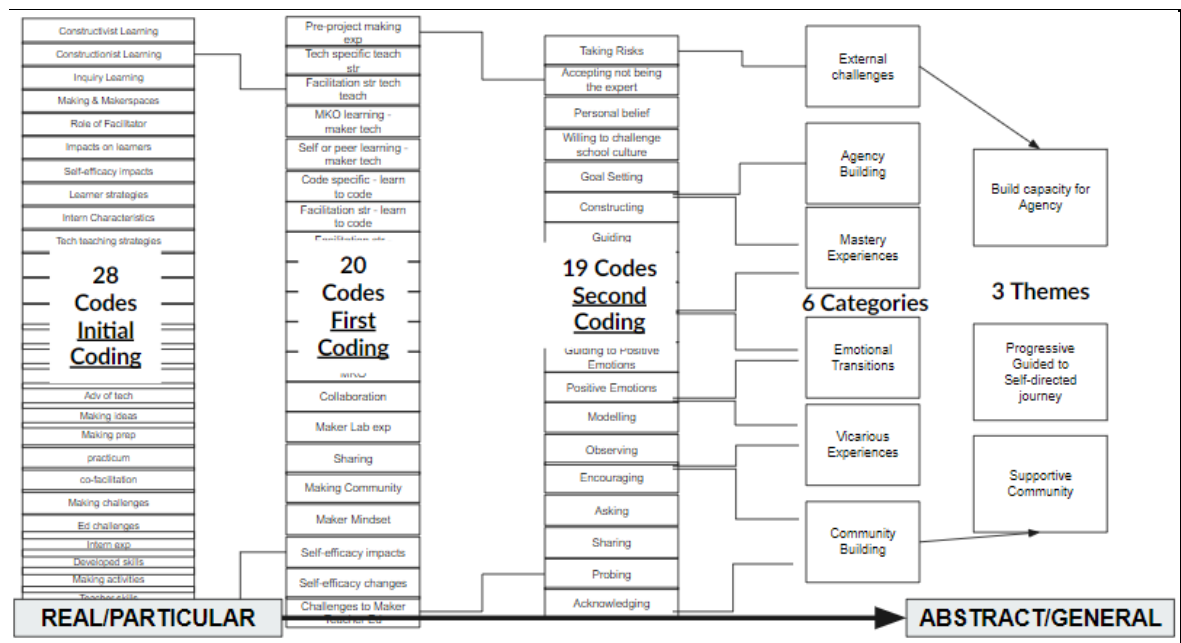 Constructivist Learning
Constructionist Learning
Inquiry Learning
Making & Makerspaces
Role of Facilitator
Impacts on learners
Self-efficacy impacts
Learner strategies
Intern Characteristics
Tech teaching strategies
28
Codes
Initial
Coding
Adv of tech
Making ideas
Making prep
practicum
co-facilitation
Making challenges
Ed challenges
Intern exp
Developed skills
Making activities
Teacher skills
Pre-project making
exp
Tech specific teach
str
Facilitation str tech
teach
MKO learning -
maker tech
Self or peer learning -
maker tech
Code specific - learn
to code
Facilitation str - learn
to code
Facilitation str
20
Codes
First
Coding
MKO
Collaboration
Maker Lab exp
Sharing
Making Community
Maker Mindset
Self-efficacy impacts
Self-efficacy changes
Challenges to Maker
Teacher Ed
Taking Risks
Accepting not being
the expert
Personal belief
Willing to challenge
school culture
Goal Setting
Constructing
Guiding
19 Codes
Second
Coding
Guiding to Positive
Emotions
Positive Emotions
Modelling
Observing
Encouraging
Asking
Sharing
Probing
Acknowledging
External
challenges
Agency
Building
Mastery
Experiences
6 Categories
Emotional
Transitions
Vicarious
Experiences
Community
Building
Build capacity for
Agency
3 Themes
Progressive
Guided to
Self-directed
journey
Supportive
Community
REAL/PARTICULAR
ABSTRACT/GENERAL